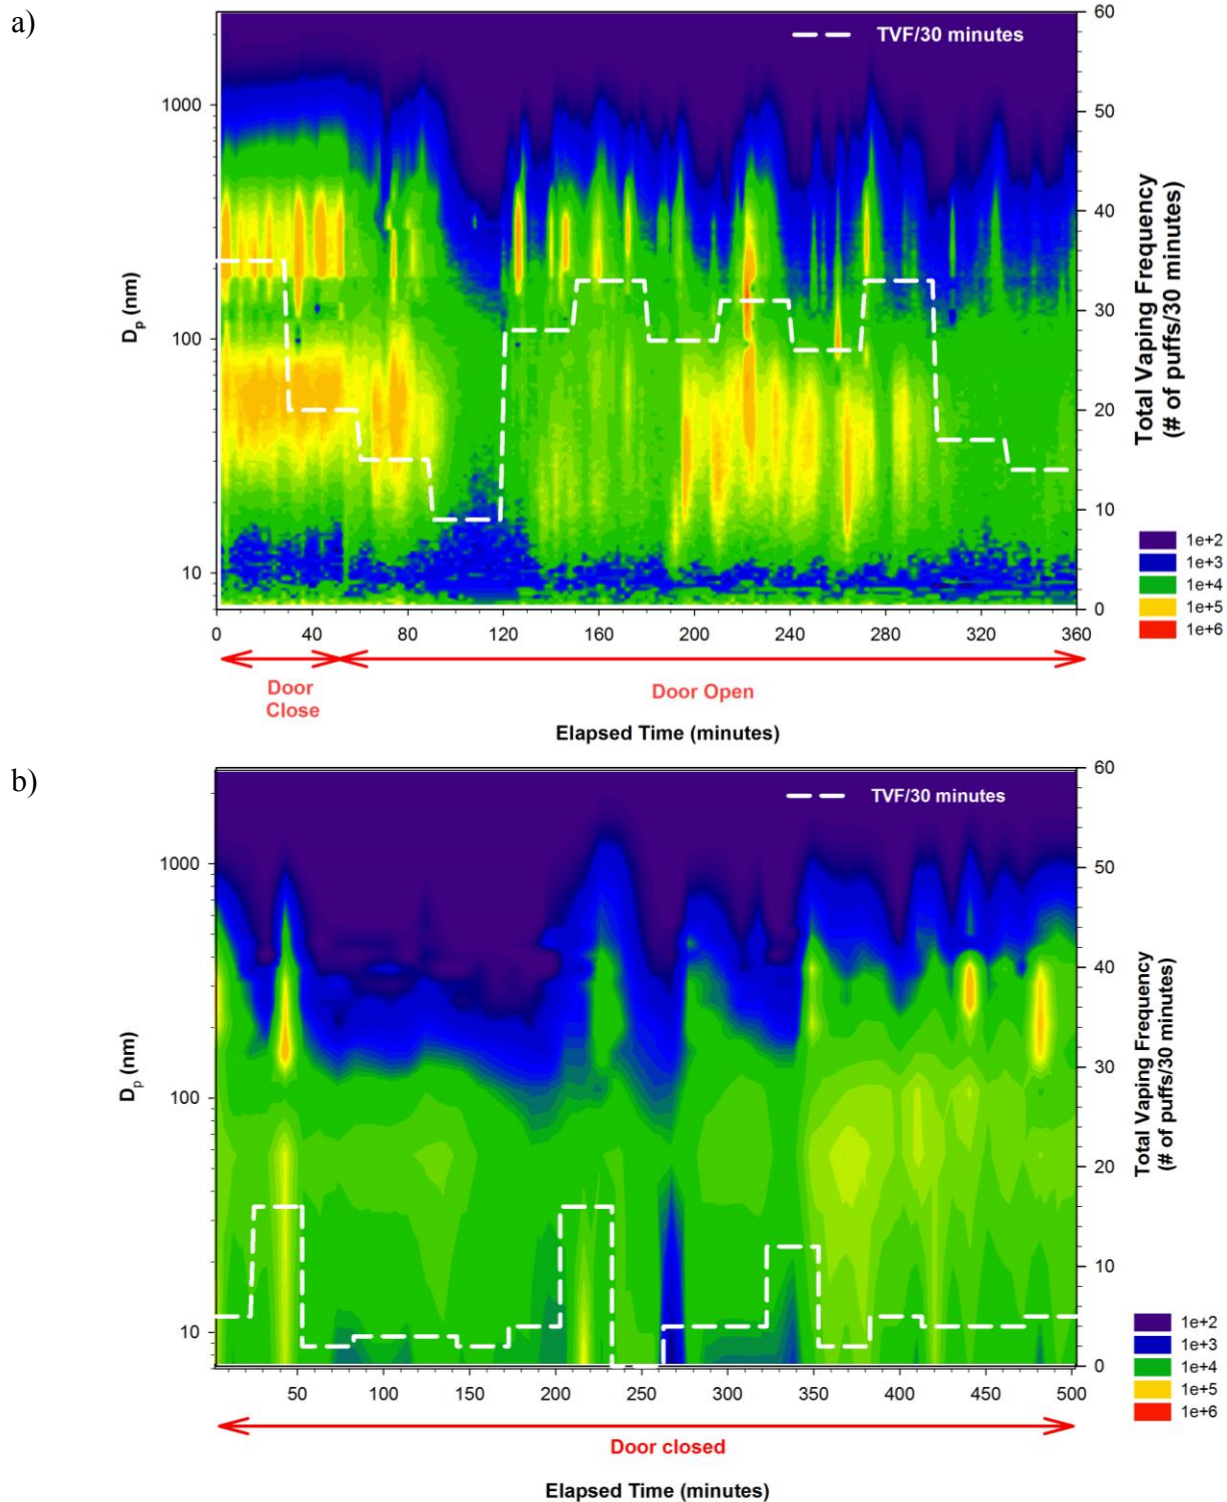 a)
TVF/30 minutes
60
50
40
30
20
10
0
1000
100
10
D_p (nm)
Total Vaping Frequency
(# of puffs/30 minutes)
1e+2
1e+3
1e+4
1e+5
1e+6
0 40 80 120 160 200 240 280 320 360
Door
Close
Door Open
Elapsed Time (minutes)
b)
TVF/30 minutes
60
50
40
30
20
10
0
1000
100
10
D_p (nm)
Total Vaping Frequency
(# of puffs/30 minutes)
1e+2
1e+3
1e+4
1e+5
1e+6
50 100 150 200 250 300 350 400 450 500
Door closed
Elapsed Time (minutes)